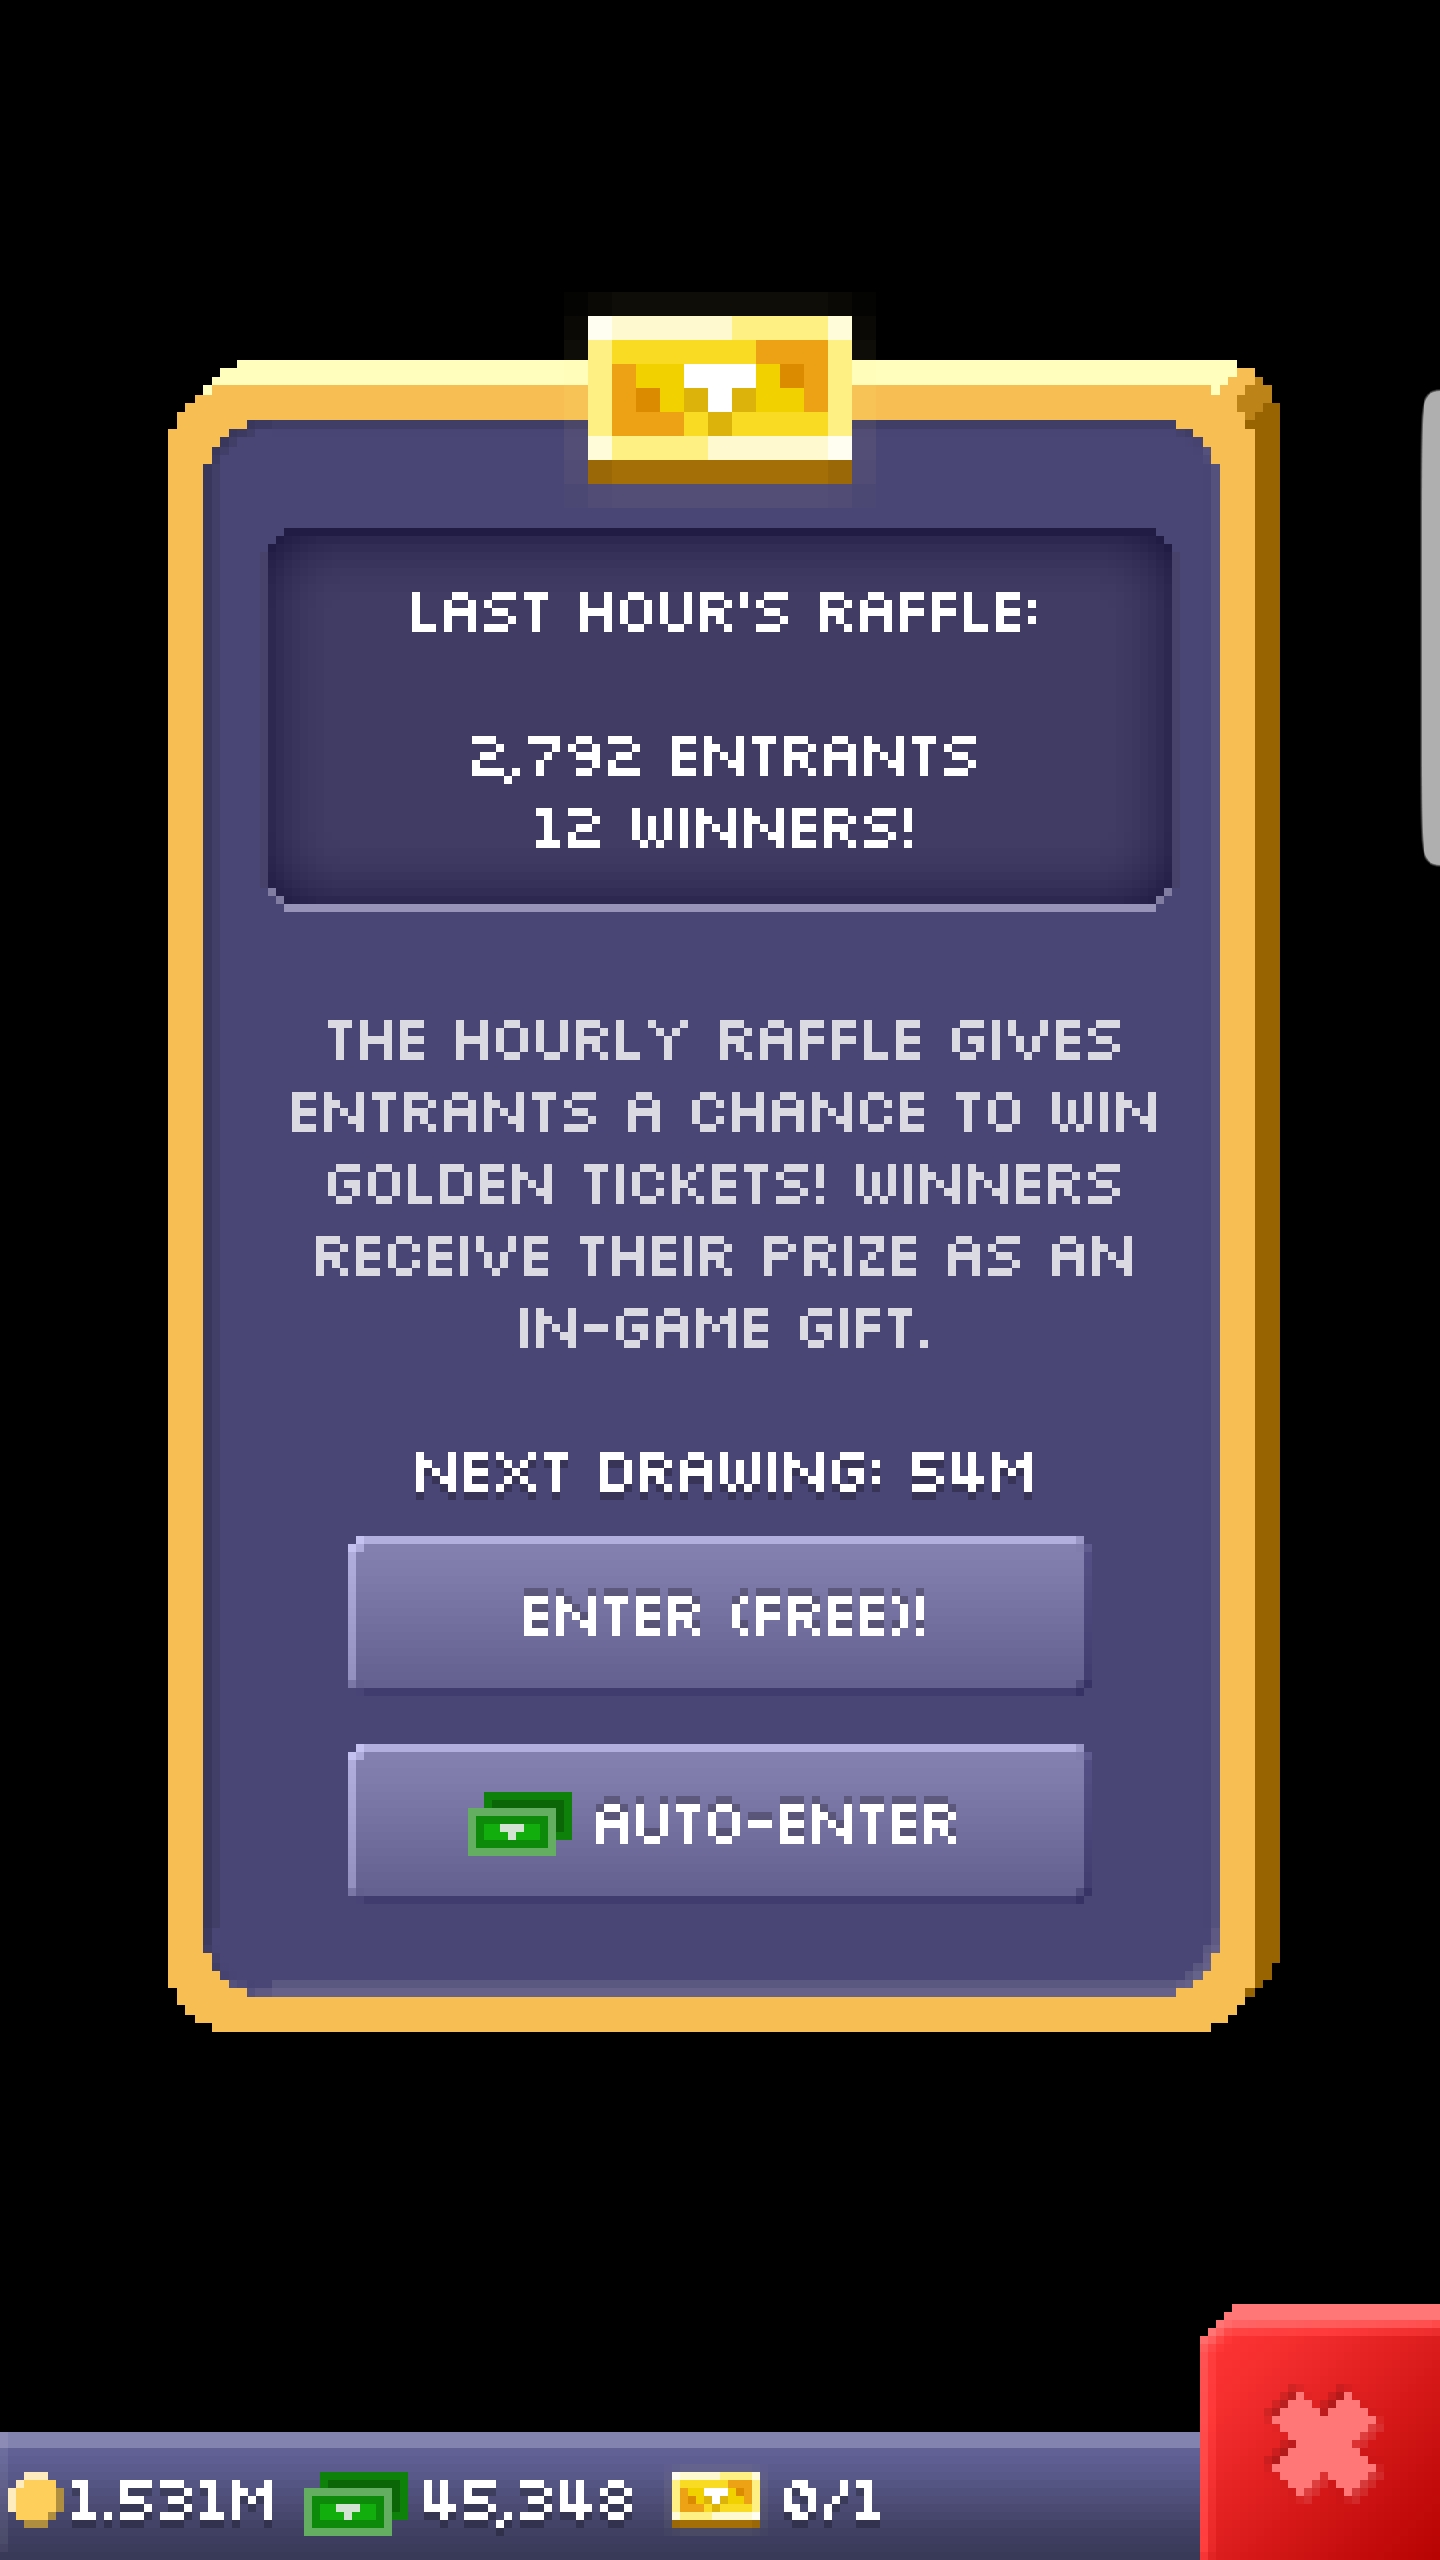 LAST HOUR'S RAFFLE:
2,792 ENTRANTS
12 WINNERS!
THE HOURLY RAFFLE GIVES
ENTRANTS A CHANCE TO WIN
GOLDEN TICKETS! WINNERS
RECEIVE THEIR PRIZE AS AN
IN-GAME GIFT.
NEXT DRAWING: 54M
ENTER (FREE)!
AUTO-ENTER
1.531M 45,348 0/1